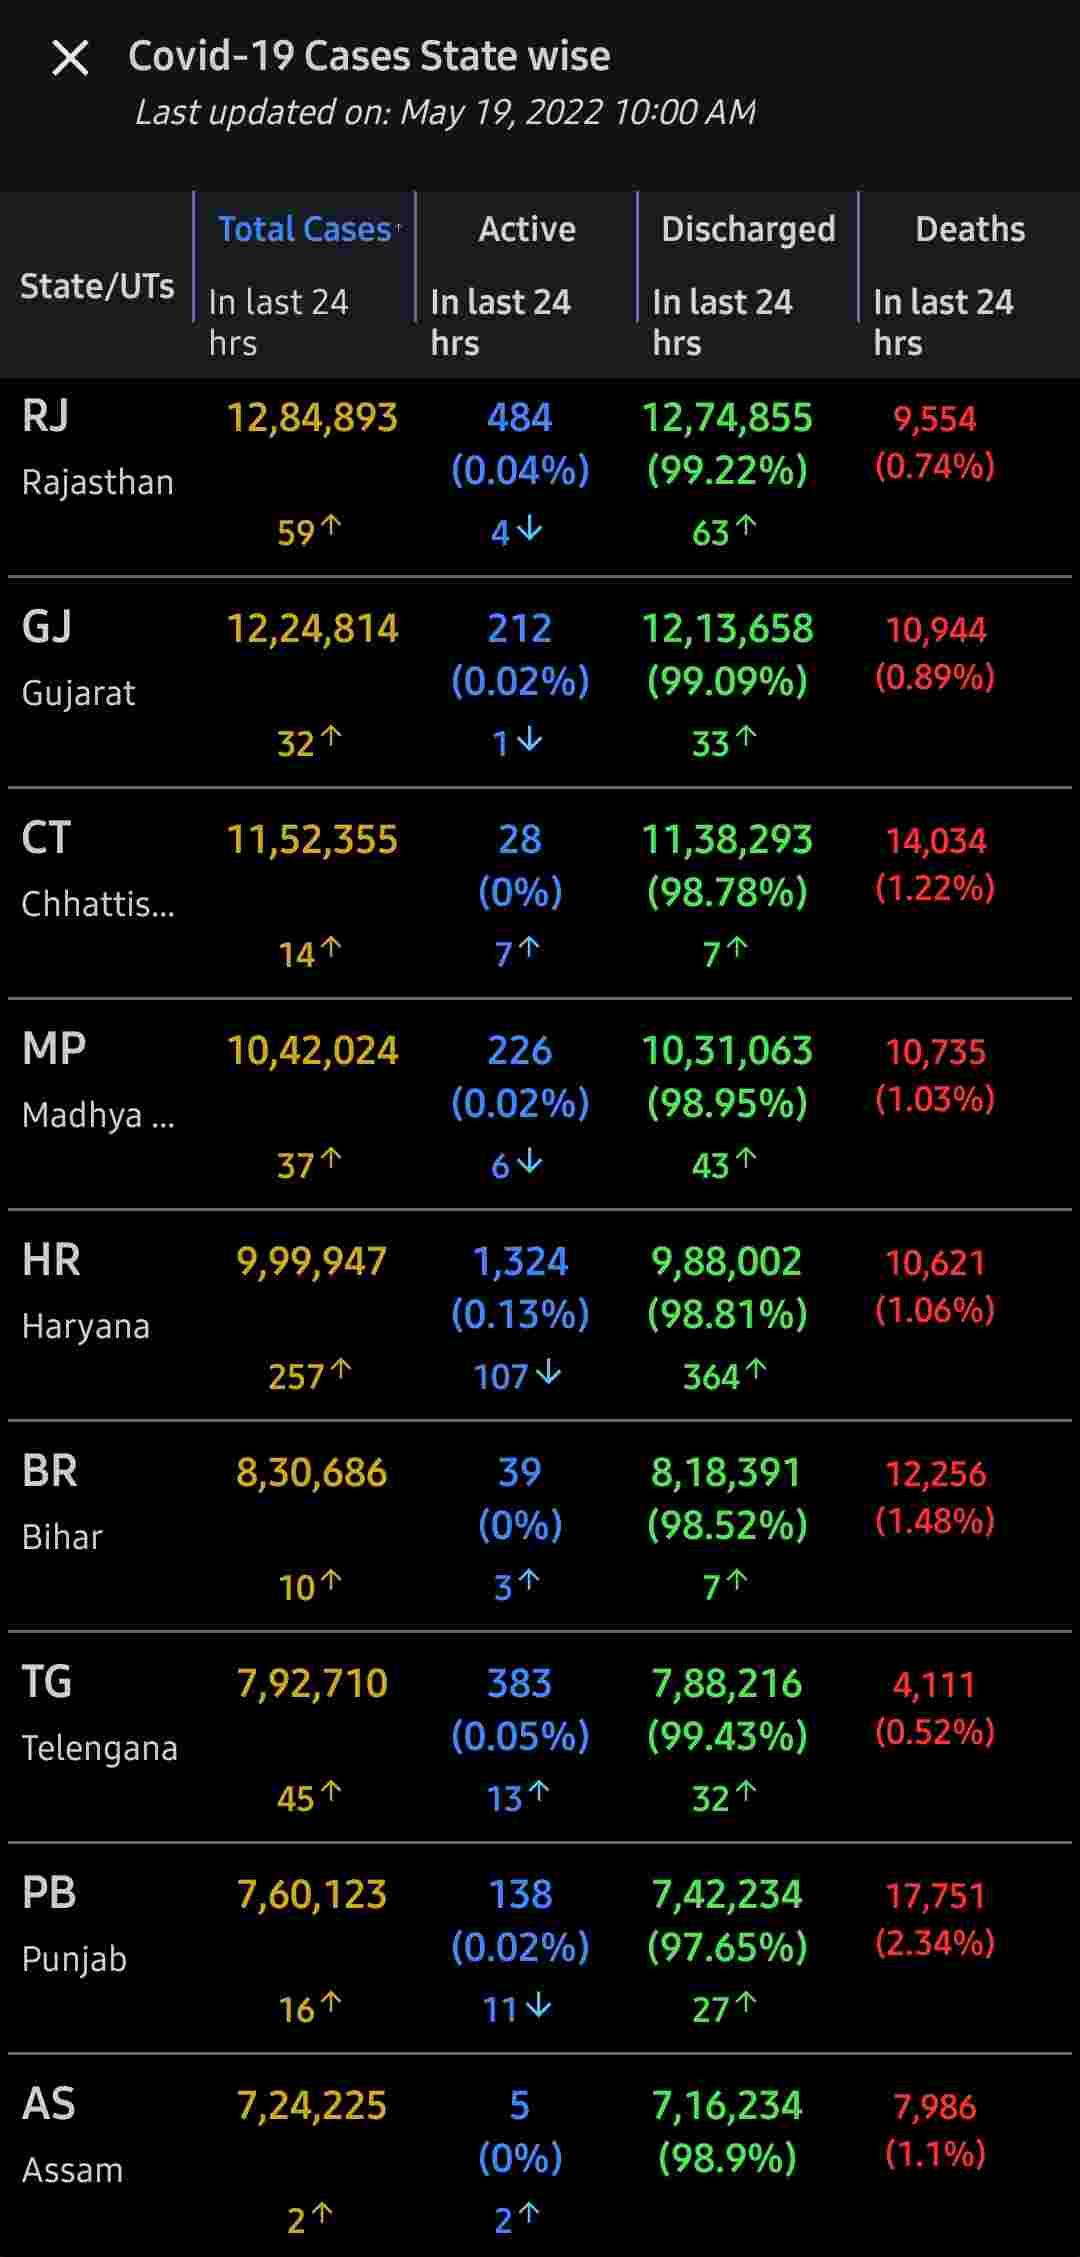 Covid-19 Cases State wise
Last updated on: May 19, 2022 10:00 AM
State/UTs
Total Cases↑ Active Discharged Deaths
In last 24 hrs In last 24 hrs In last 24 hrs In last 24 hrs
RJ 12,84,893 484 12,74,855 9,554
Rajasthan (0.04%) (99.22%) (0.74%)
59↑ 4↓ 63↑
GJ 12,24,814 212 12,13,658 10,944
Gujarat (0.02%) (99.09%) (0.89%)
32↑ 1↓ 33↑
CT 11,52,355 28 11,38,293 14,034
Chhattis... (0%) (98.78%) (1.22%)
14↑ 7↑ 7↑
MP 10,42,024 226 10,31,063 10,735
Madhya ... (0.02%) (98.95%) (1.03%)
37↑ 6↓ 43↑
HR 9,99,947 1,324 9,88,002 10,621
Haryana (0.13%) (98.81%) (1.06%)
257↑ 107↓ 364↑
BR 8,30,686 39 8,18,391 12,256
Bihar (0%) (98.52%) (1.48%)
10↑ 3↑ 7↑
TG 7,92,710 383 7,88,216 4,111
Telengana (0.05%) (99.43%) (0.52%)
45↑ 13↑ 32↑
PB 7,60,123 138 7,42,234 17,751
Punjab (0.02%) (97.65%) (2.34%)
16↑ 11↓ 27↑
AS 7,24,225 5 7,16,234 7,986
Assam (0%) (98.9%) (1.1%)
2↑ 2↑